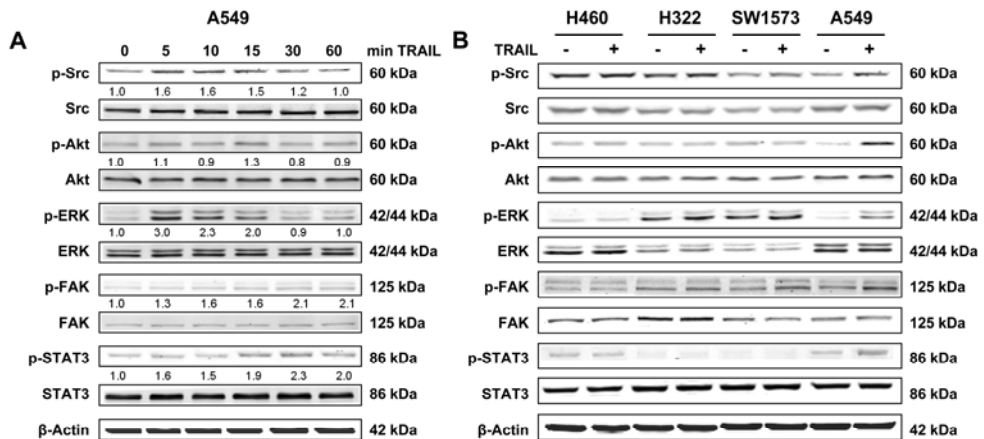 A549
A
0 5 10 15 30 60 min TRAIL
p-Src 60 kDa
1.0 1.6 1.6 1.5 1.2 1.0
Src 60 kDa
p-Akt 60 kDa
1.0 1.1 0.9 1.3 0.8 0.9
Akt 60 kDa
p-ERK 42/44 kDa
1.0 3.0 2.3 2.0 0.9 1.0
ERK 42/44 kDa
p-FAK 125 kDa
1.0 1.3 1.6 1.6 2.1 2.1
FAK 125 kDa
p-STAT3 86 kDa
1.0 1.6 1.5 1.9 2.3 2.0
STAT3 86 kDa
β-Actin 42 kDa
B
H460 H322 SW1573 A549
TRAIL - + - + - + - +
p-Src 60 kDa
Src 60 kDa
p-Akt 60 kDa
Akt 60 kDa
p-ERK 42/44 kDa
ERK 42/44 kDa
p-FAK 125 kDa
FAK 125 kDa
p-STAT3 86 kDa
STAT3 86 kDa
β-Actin 42 kDa